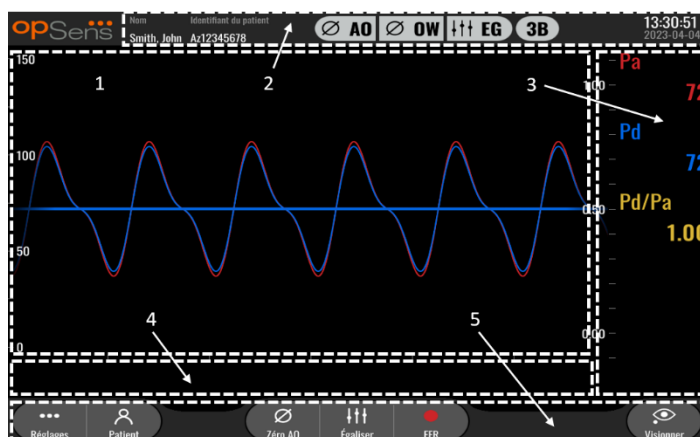 opSens
Nom Identifiant du patient
Smith, John Az12345678
AO OW EG 3B
13:30:51
2023-04-04
150
1
2
3
1.00
Pa
72
Pd
72
100
0.50
Pd/Pa
1.00
50
4
5
0
0.00
Réglages Patient Zéro AO Égaliser FFR Visionner